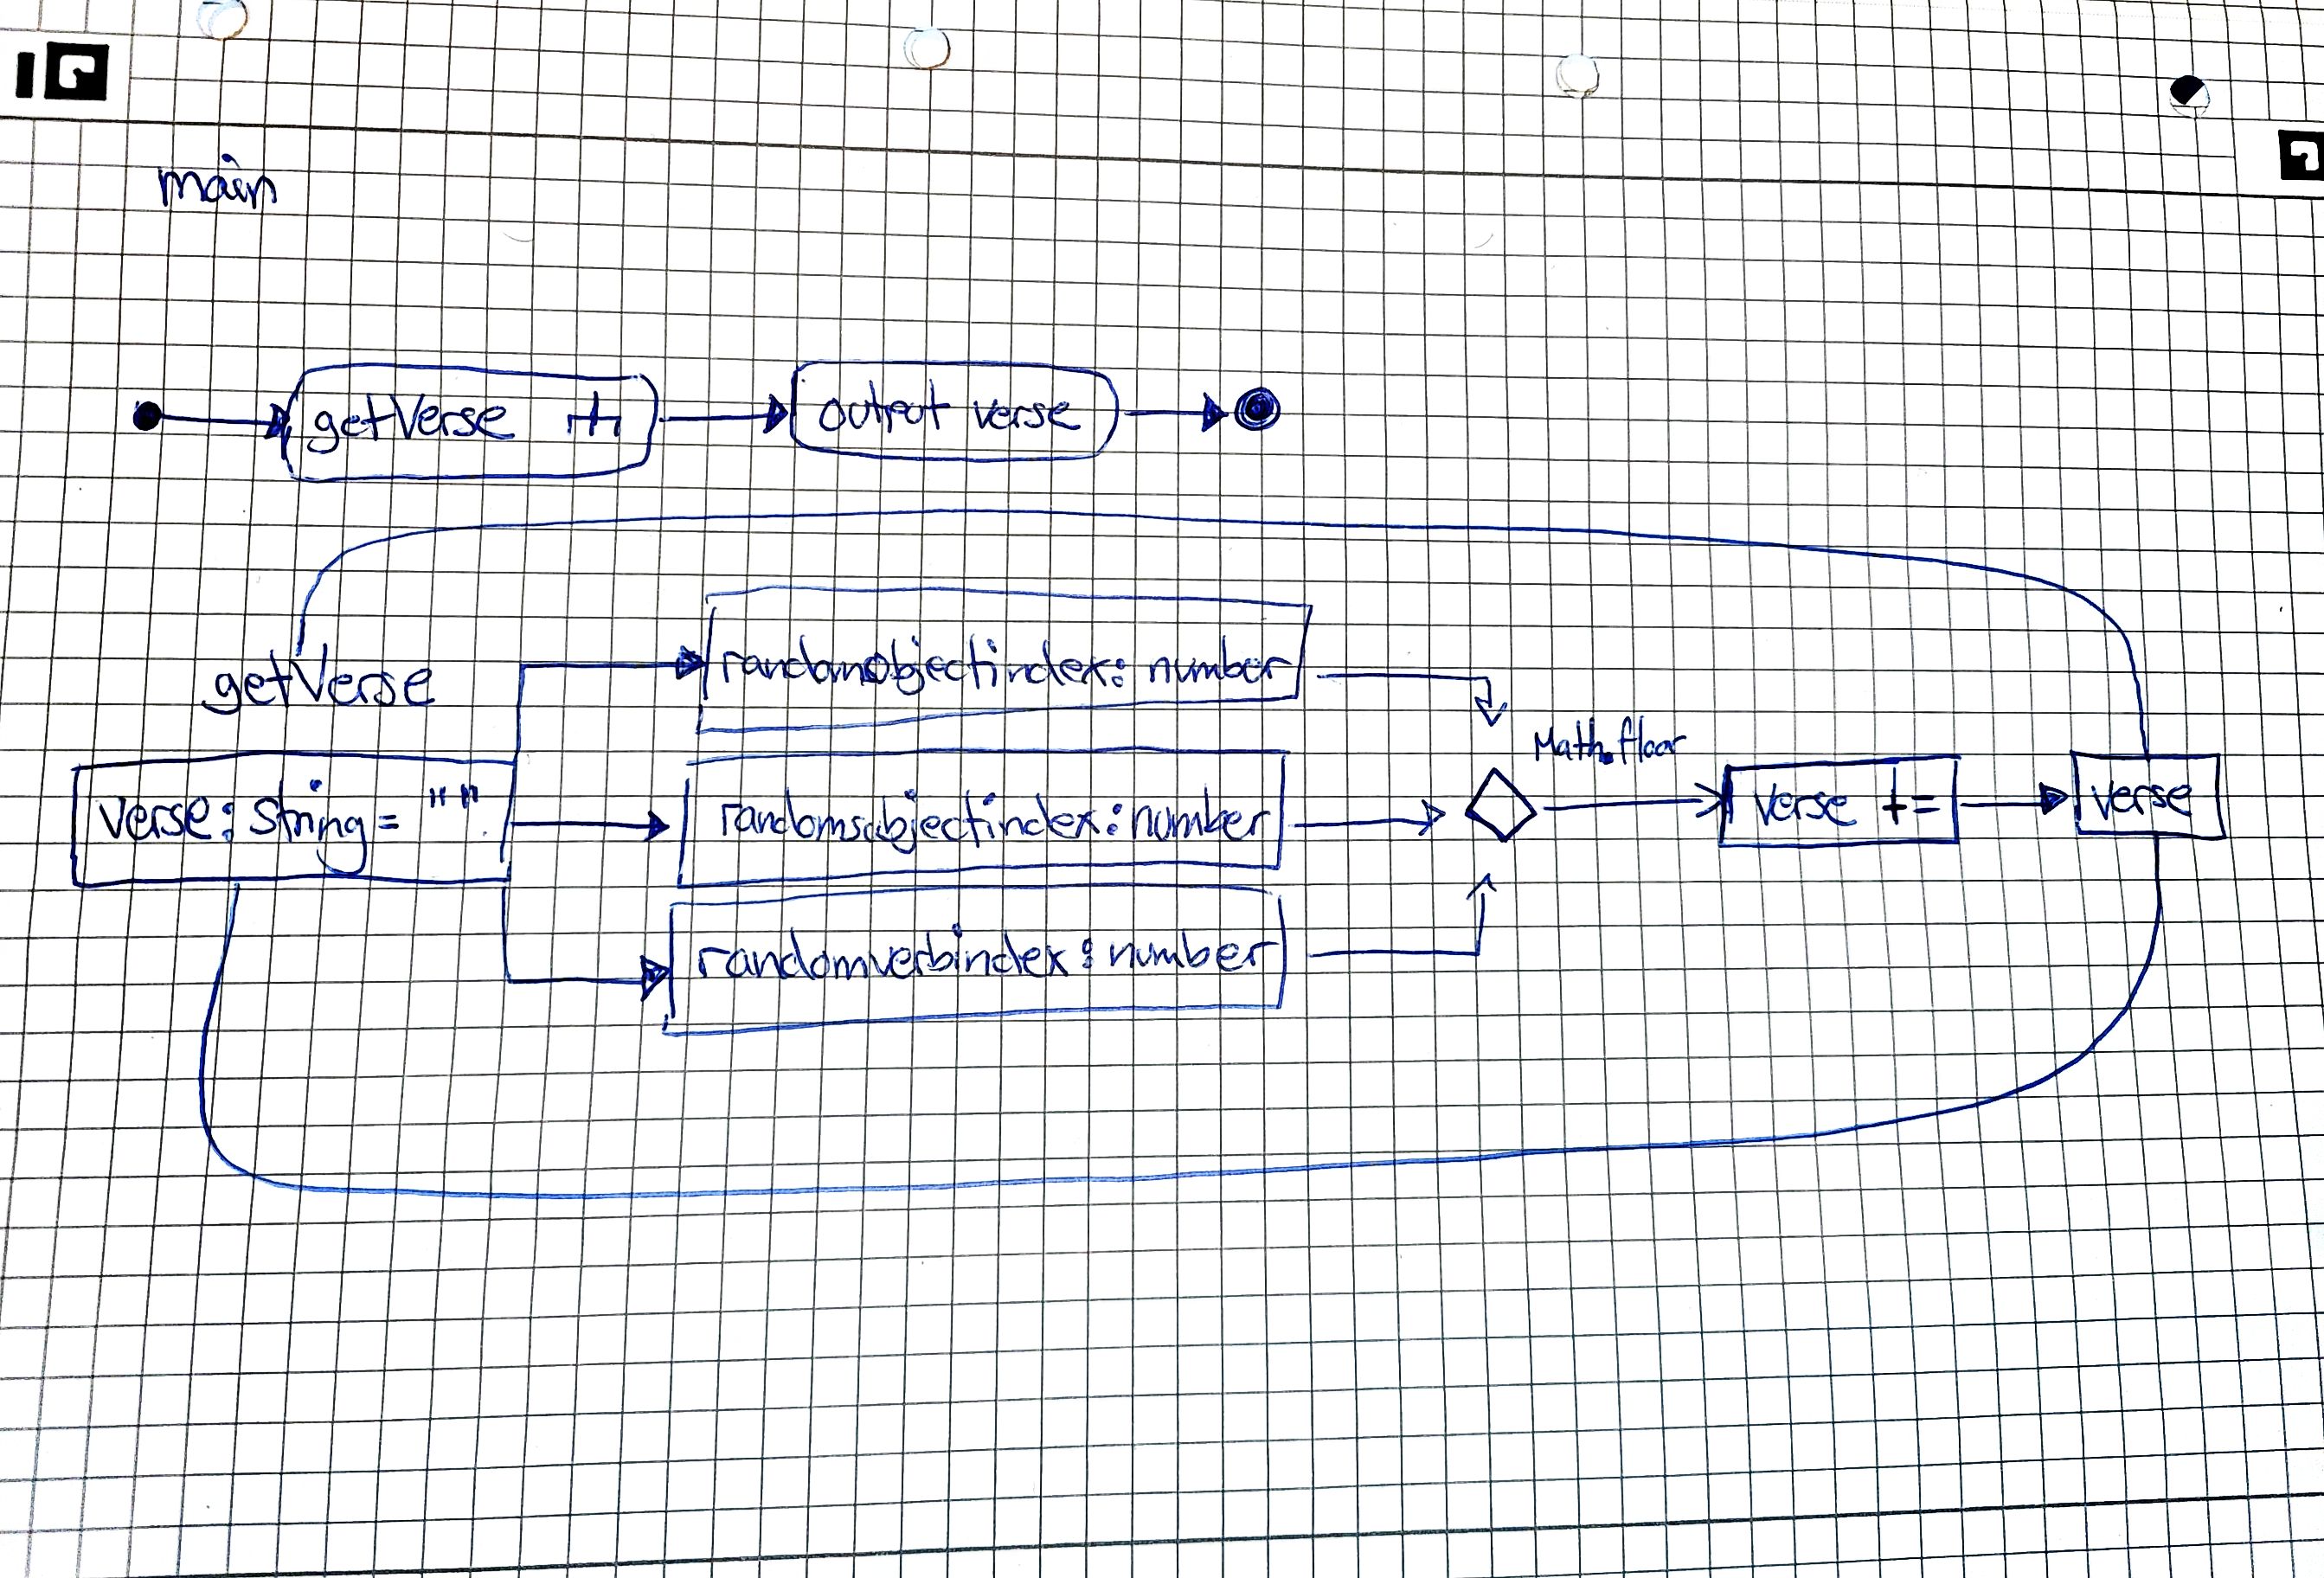 main
getVerse
output verse
getVerse
randomobjectindex: number
Math.floor
verse: string = "".
randomsubjectindex: number
verse +=
verse
randomverbindex: number